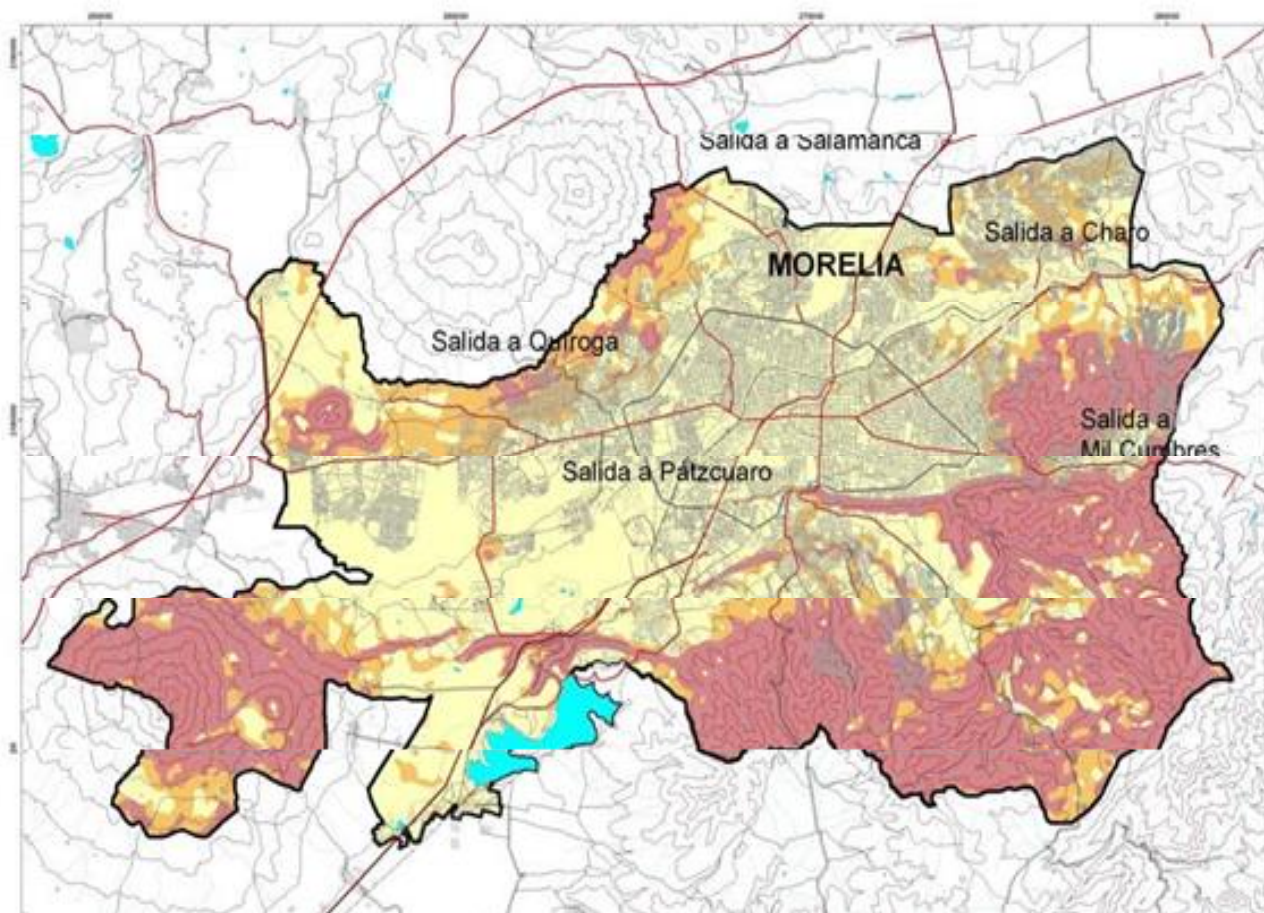 Salida a Salamanca
Salida a Charo
MORELIA
Salida a Quiroga
Salida a
Mil Cumbres
Salida a Pátzcuaro